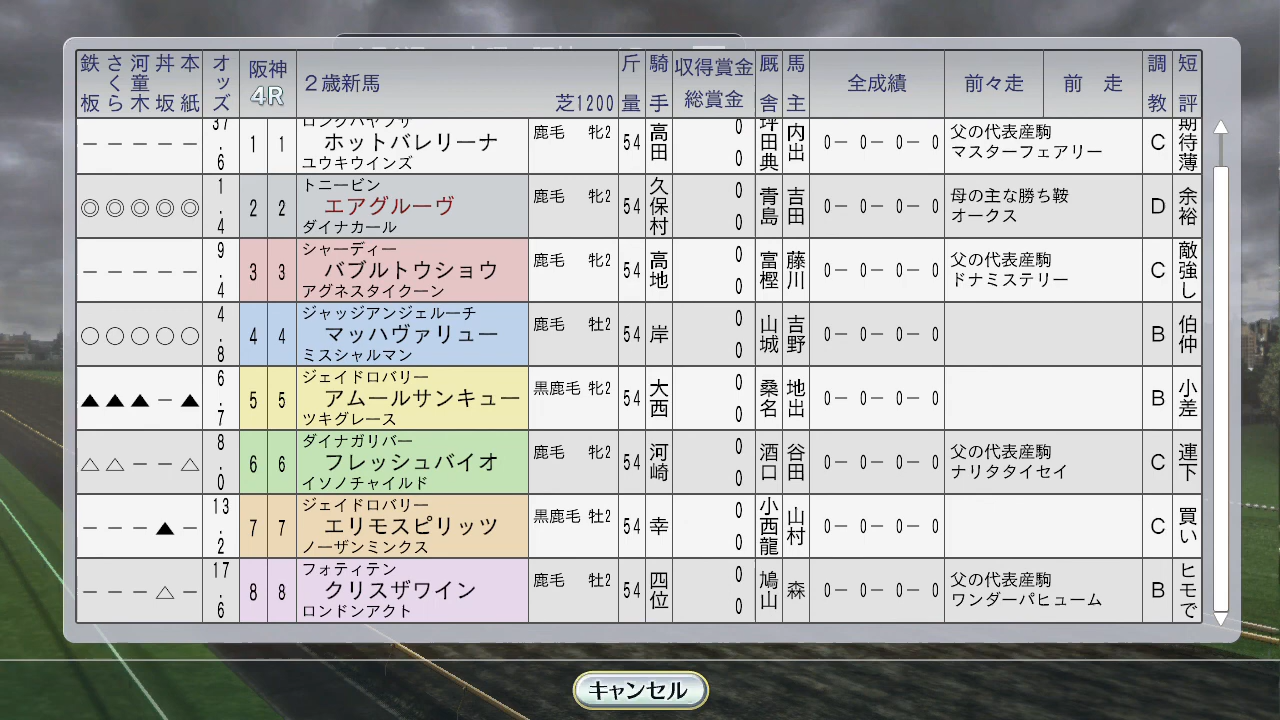 鉄板 さくら 河童木 丼坂 本紙 オッズ 阪神 4R 2歳新馬 芝1200 斤量 騎手 収得賞金 総賞金 厩舎 馬主 全成績 前々走 前 走 調教 短評
37.6 ロングハヤブサ
- - - - - 1 1 ホットバレリーナ 鹿毛 牝2 54 高田 0 0 坪田典 内出 0- 0- 0- 0 父の代表産駒 マスターフェアリー C 期待薄
ユウキウインズ
トニービン
◎ ◎ ◎ ◎ ◎ 1.4 2 2 エアグルーヴ 鹿毛 牝2 54 久保村 0 0 青島 吉田 0- 0- 0- 0 母の主な勝ち鞍 オークス D 余裕
ダイナカール
シャーディー
- - - - - 9.4 3 3 バブルトウショウ 鹿毛 牝2 54 高地 0 0 富樫 藤川 0- 0- 0- 0 父の代表産駒 ドナミステリー C 敵強し
アグネスタイクーン
ジャッジアンジェルーチ
○ ○ ○ ○ ○ 4.8 4 4 マッハヴァリュー 鹿毛 牡2 54 岸 0 0 山城 吉野 0- 0- 0- 0 B 伯仲
ミスシャルマン
ジェイドロバリー
▲ ▲ ▲ - ▲ 6.7 5 5 アムールサンキュー 黒鹿毛 牝2 54 大西 0 0 桑名 地出 0- 0- 0- 0 B 小差
ツキグレース
ダイナガリバー
△ △ - - △ 8.0 6 6 フレッシュバイオ 鹿毛 牝2 54 河崎 0 0 酒口 谷田 0- 0- 0- 0 父の代表産駒 ナリタタイセイ C 連下
イソノチャイルド
ジェイドロバリー
- - - ▲ - 13.2 7 7 エリモスピリッツ 黒鹿毛 牡2 54 幸 0 0 小西龍 山村 0- 0- 0- 0 C 買い
ノーザンミンクス
フォティテン
- - - △ - 17.6 8 8 クリスザワイン 鹿毛 牡2 54 四位 0 0 鳩山 森 0- 0- 0- 0 父の代表産駒 ワンダーパヒューム B ヒモで
ロンドンアクト
キャンセル